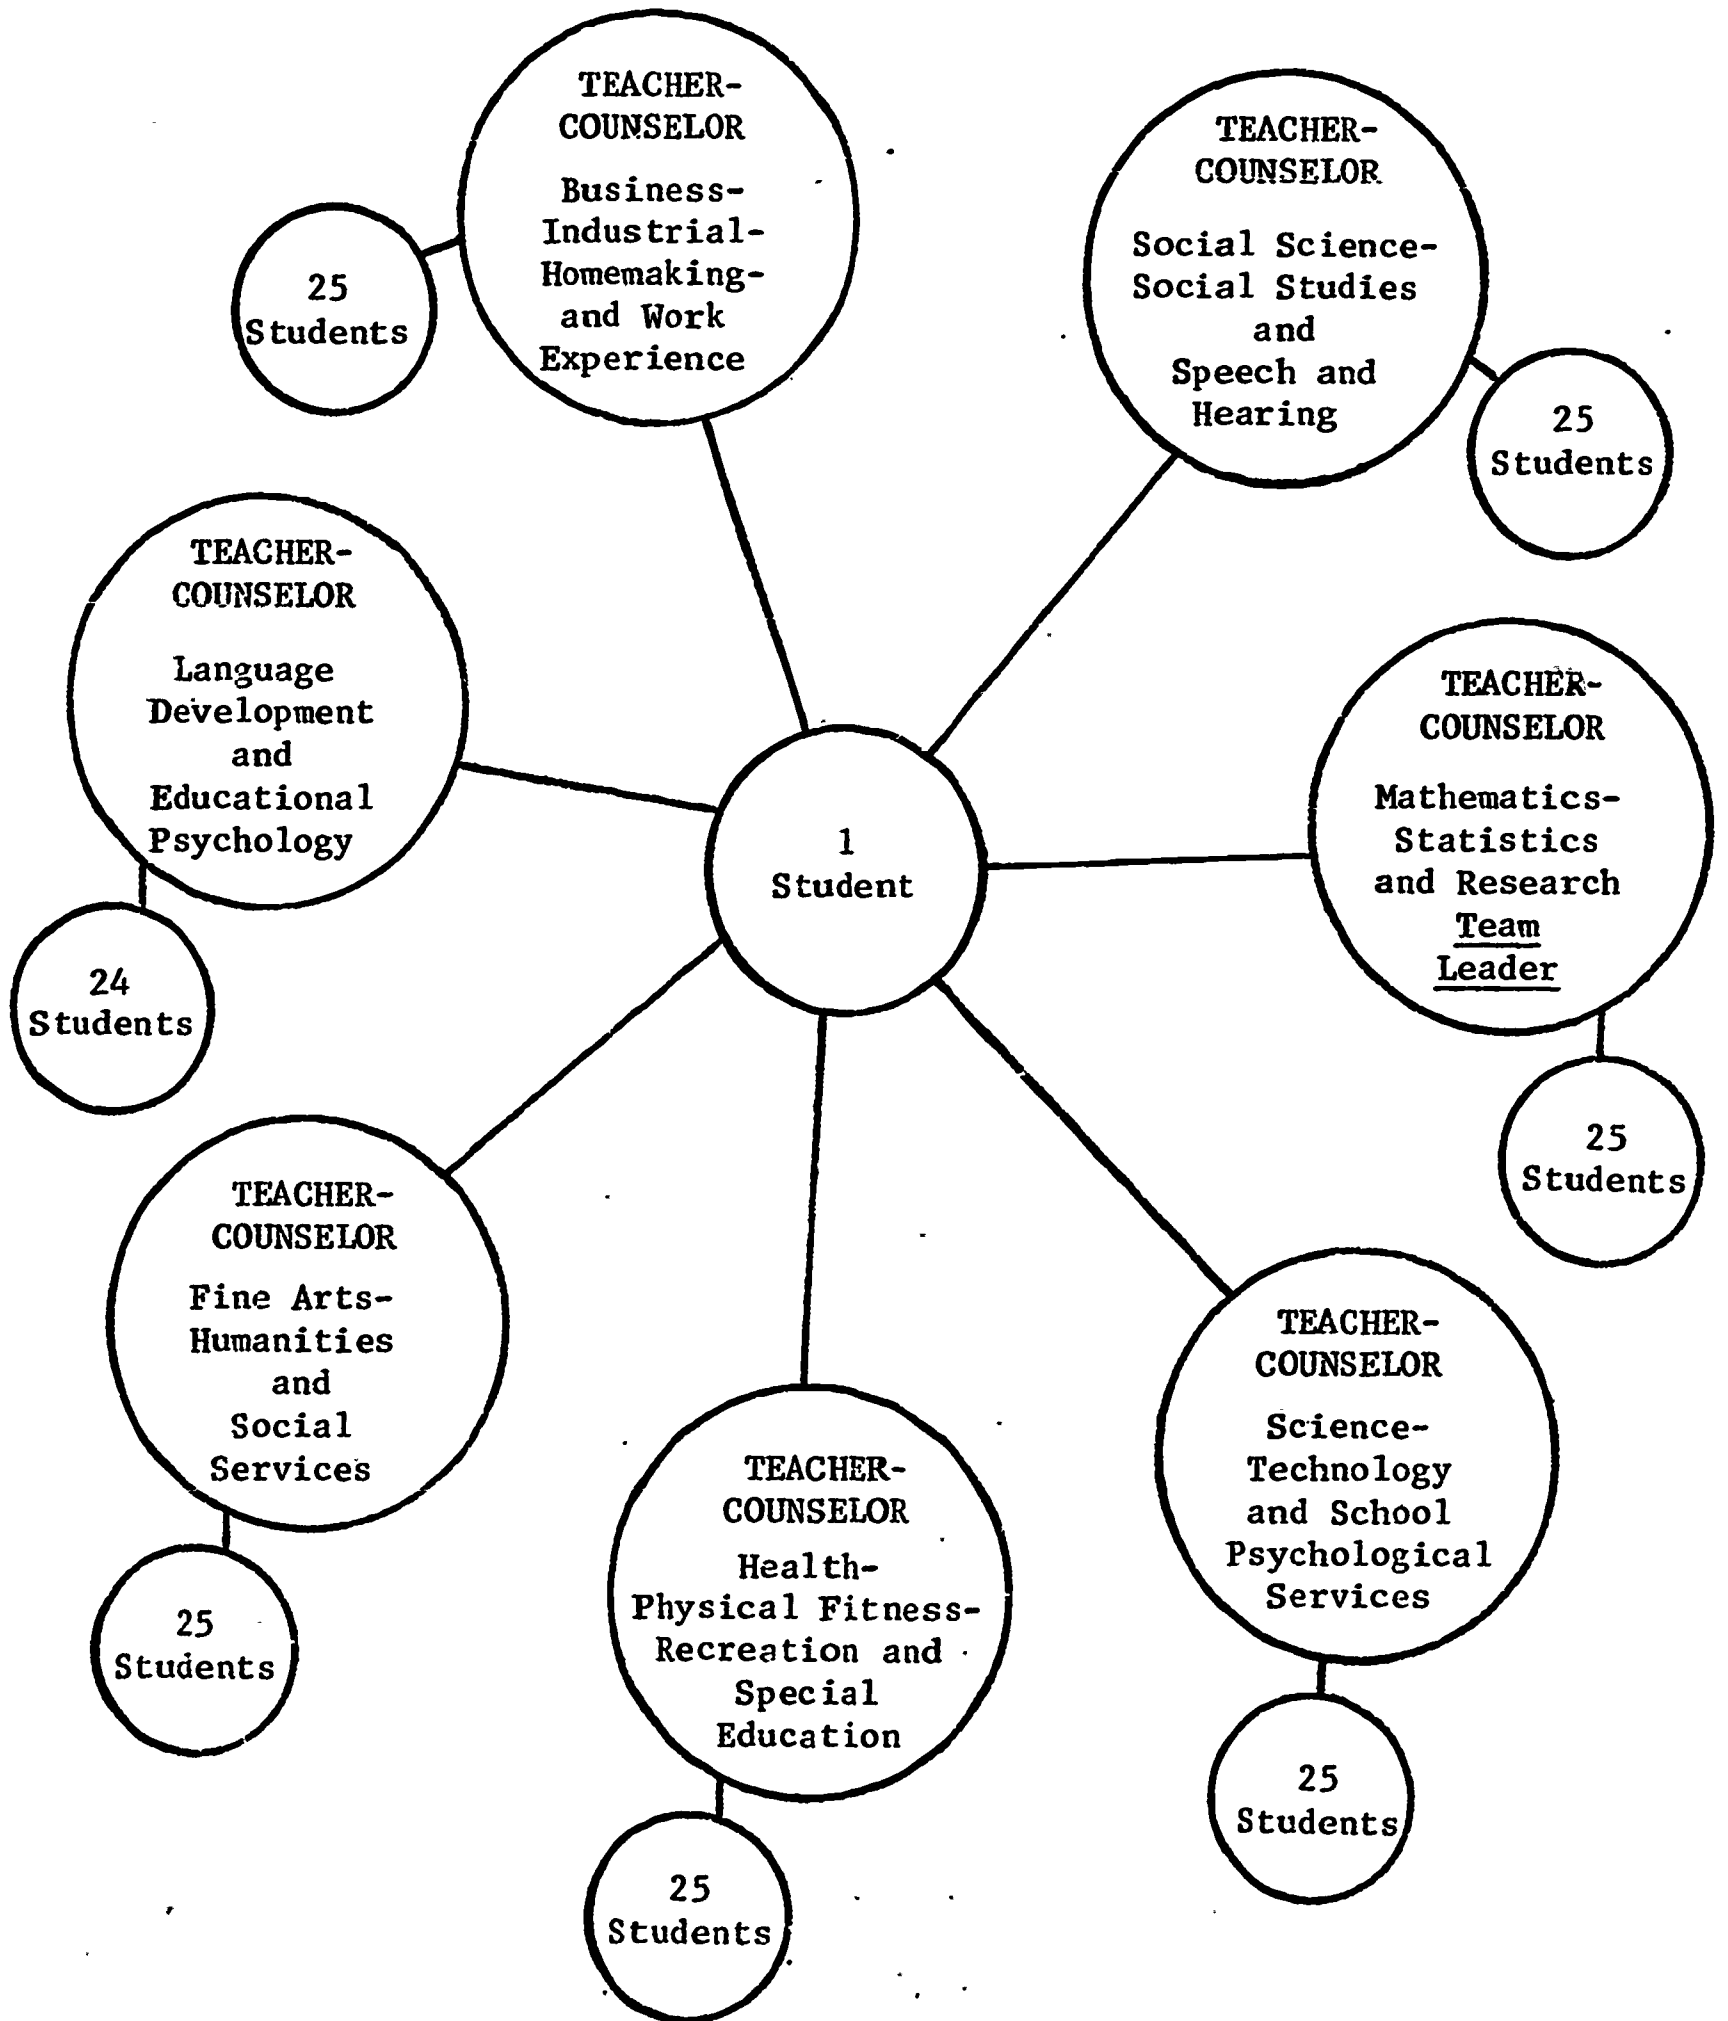 TEACHER-
COUNSELOR
Business-
Industrial-
Homemaking-
and Work
Experience
25
Students
TEACHER-
COUNSELOR
Social Science-
Social Studies
and
Speech and
Hearing
25
Students
TEACHER-
COUNSELOR
Language
Development
and
Educational
Psychology
24
Students
1
Student
TEACHER-
COUNSELOR
Mathematics-
Statistics
and Research
Team
Leader
25
Students
TEACHER-
COUNSELOR
Fine Arts-
Humanities
and
Social
Services
25
Students
TEACHER-
COUNSELOR
Health-
Physical Fitness-
Recreation and
Special
Education
25
Students
TEACHER-
COUNSELOR
Science-
Technology
and School
Psychological
Services
25
Students